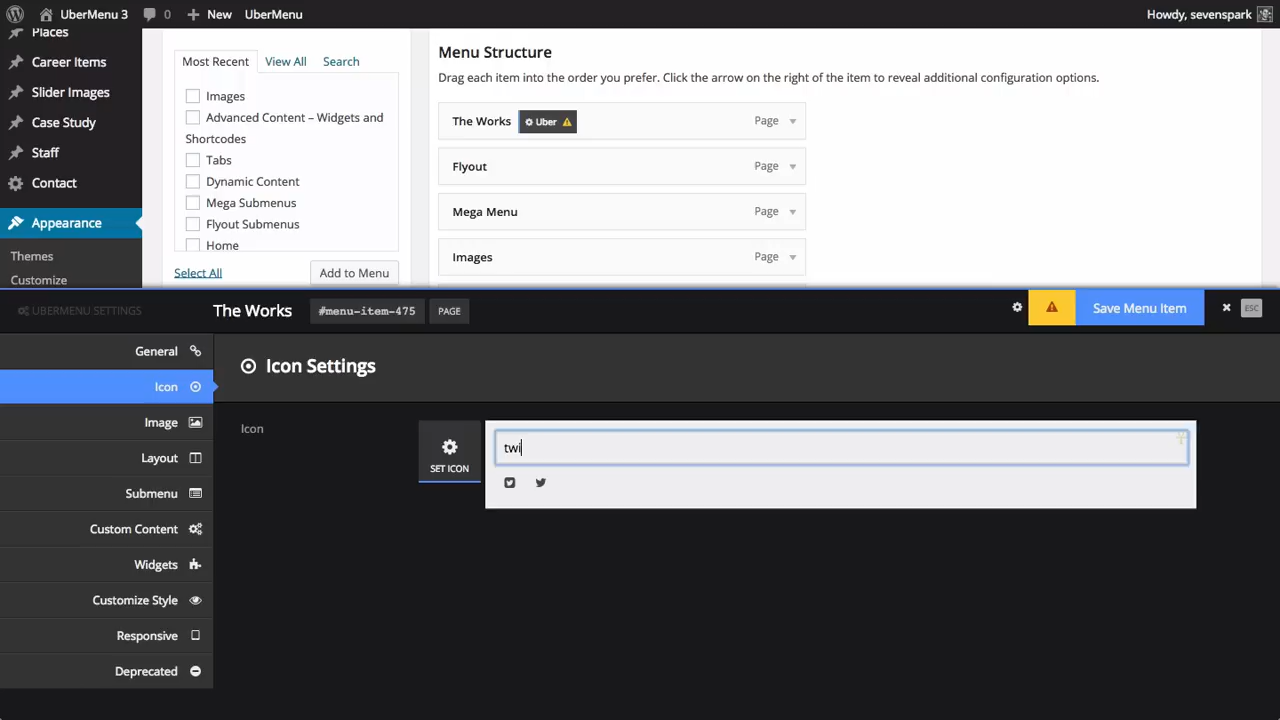 UberMenu 3
0
New
UberMenu
Howdy, sevenspark
Places
Career Items
Slider Images
Case Study
Staff
Contact
Appearance
Themes
Customize
Most Recent
View All
Search
Images
Advanced Content – Widgets and
Shortcodes
Tabs
Dynamic Content
Mega Submenus
Flyout Submenus
Home
Select All
Add to Menu
Menu Structure
Drag each item into the order you prefer. Click the arrow on the right of the item to reveal additional configuration options.
The Works
Uber
Page
Flyout
Page
Mega Menu
Page
Images
Page
UBERMENU SETTINGS
The Works
#menu-item-475
PAGE
Save Menu Item
ESC
General
Icon
Image
Layout
Submenu
Custom Content
Widgets
Customize Style
Responsive
Deprecated
Icon Settings
Icon
SET ICON
twi